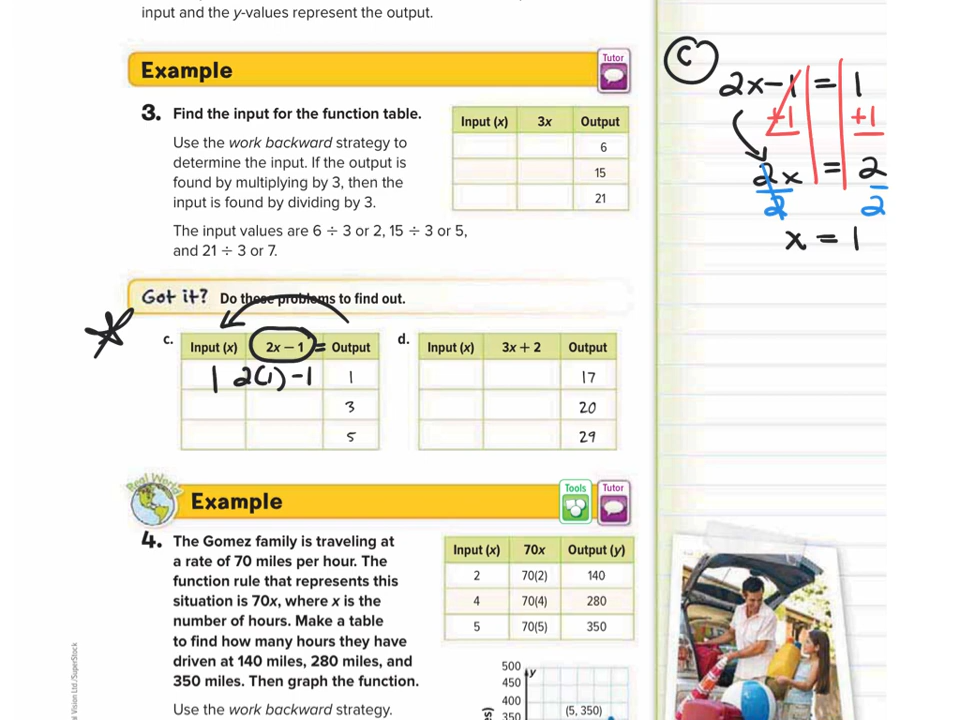 input and the y-values represent the output.
Example
Tutor
3. Find the input for the function table.
Use the work backward strategy to
determine the input. If the output is
found by multiplying by 3, then the
input is found by dividing by 3.
The input values are 6 ÷ 3 or 2, 15 ÷ 3 or 5,
and 21 ÷ 3 or 7.
Input (x) 3x Output
6
15
21
Got it? Do these problems to find out.
c. Input (x) 2x − 1 = Output
1 2(1) -1 1
3
5
d. Input (x) 3x + 2 Output
17
20
29
C
2x-1 = 1
+1 +1
2x = 2
2 2
x = 1
Real World
Example
Tools Tutor
4. The Gomez family is traveling at
a rate of 70 miles per hour. The
function rule that represents this
situation is 70x, where x is the
number of hours. Make a table
to find how many hours they have
driven at 140 miles, 280 miles, and
350 miles. Then graph the function.
Use the work backward strategy.
Input (x) 70x Output (y)
2 70(2) 140
4 70(4) 280
5 70(5) 350
500 y
450
400
350
(5, 350)
al Vision Ltd./SuperStock